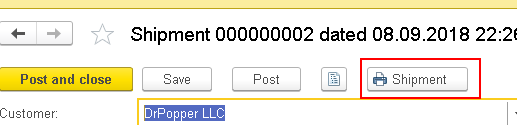 Shipment 000000002 dated 08.09.2018 22:26
Post and close Save Post Shipment
Customer: DrPopper LLC